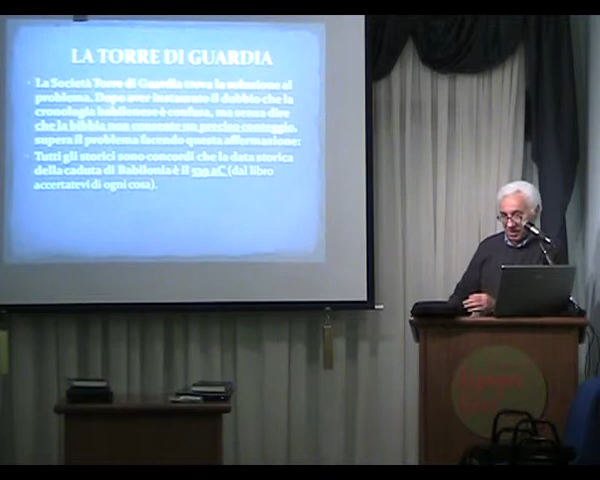 LA TORRE DI GUARDIA
La Società Torre di Guardia trova la soluzione al
problema. Dopo aver instaurato il dubbio che la
cronologia babilonese è confusa, ma senza dire
che la bibbia non consente un preciso conteggio,
supera il problema facendo questa affermazione:
Tutti gli storici sono concordi che la data storica
della caduta di Babilonia è il 539 aC (dal libro
accertatevi di ogni cosa).